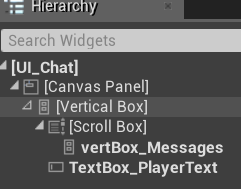 Hierarchy
Search Widgets
[UI_Chat]
[Canvas Panel]
[Vertical Box]
[Scroll Box]
vertBox_Messages
TextBox_PlayerText